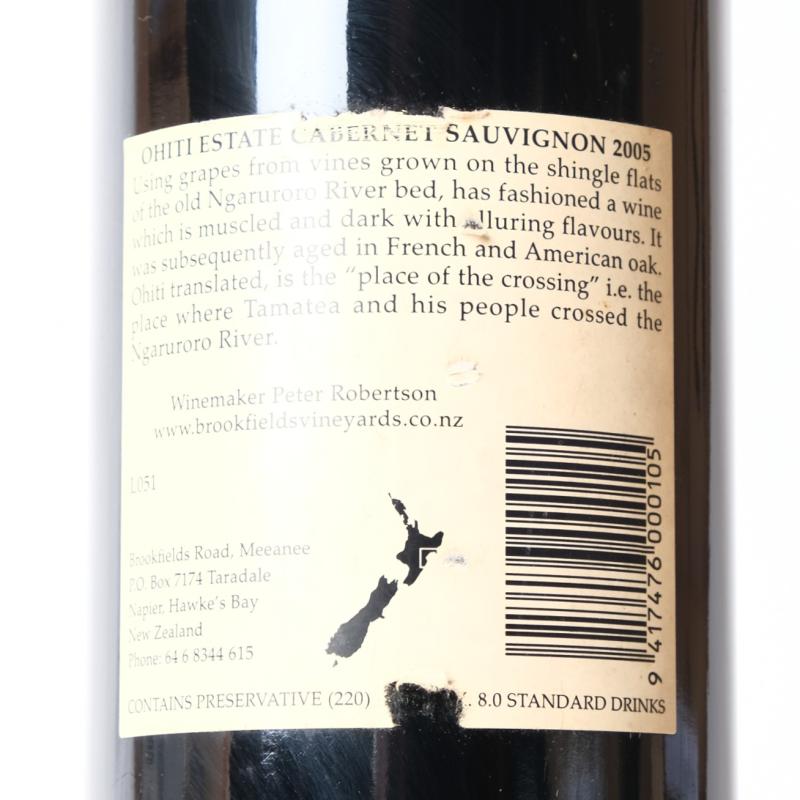 OHITI ESTATE CABERNET SAUVIGNON 2005
Using grapes from vines grown on the shingle flats
of the old Ngaruroro River bed, has fashioned a wine
which is muscled and dark with alluring flavours. It
was subsequently aged in French and American oak.
Ohiti translated, is the "place of the crossing" i.e. the
place where Tamatea and his people crossed the
Ngaruroro River.
Winemaker Peter Robertson
www.brookfieldsvineyards.co.nz
L051
Brookfields Road, Meeanee
P.O. Box 7174 Taradale
Napier, Hawke's Bay
New Zealand
Phone: 64 6 8344 615
9 417476 000105
CONTAINS PRESERVATIVE (220) 8.0 STANDARD DRINKS